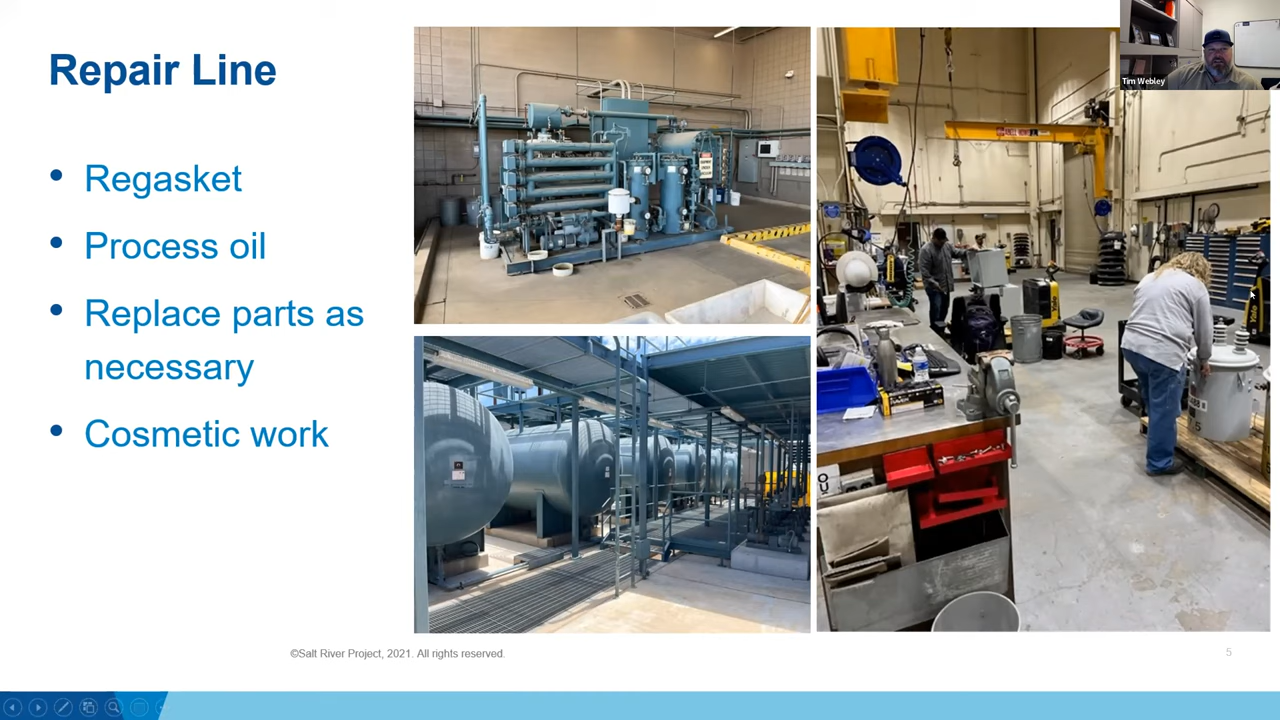 Repair Line
Tim Webley
• Regasket
• Process oil
• Replace parts as
necessary
• Cosmetic work
Yale
©Salt River Project, 2021. All rights reserved.
5